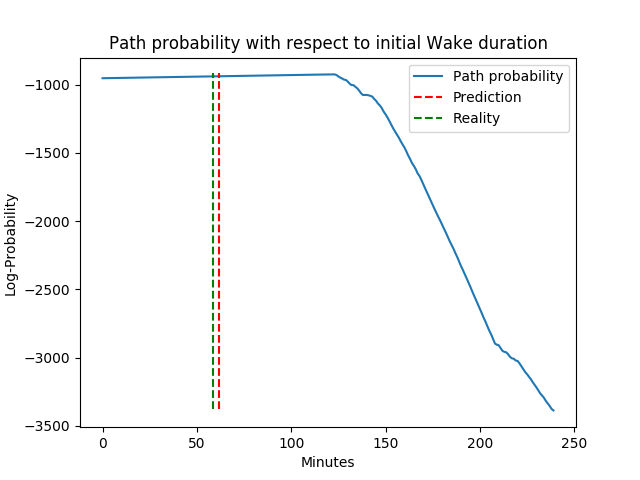 Path probability with respect to initial Wake duration
Path probability
Prediction
Reality
Log-Probability
−1000
−1500
−2000
−2500
−3000
−3500
0 50 100 150 200 250
Minutes